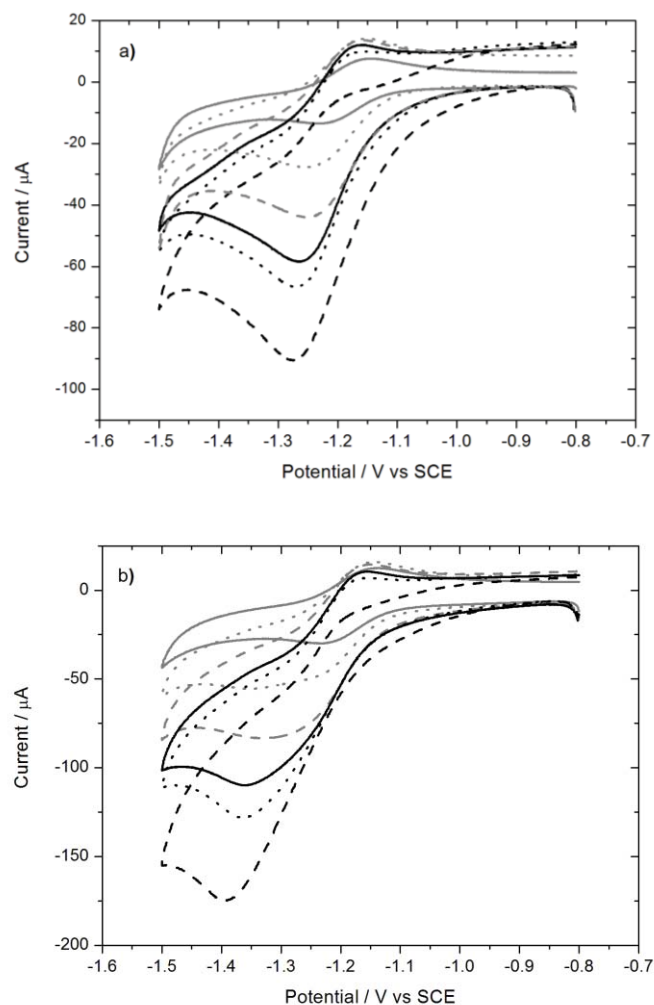 a)
20
0
-20
-40
-60
-80
-100
Current / µA
-1.6 -1.5 -1.4 -1.3 -1.2 -1.1 -1.0 -0.9 -0.8 -0.7
Potential / V vs SCE
b)
0
-50
-100
-150
-200
Current / µA
-1.6 -1.5 -1.4 -1.3 -1.2 -1.1 -1.0 -0.9 -0.8 -0.7
Potential / V vs SCE